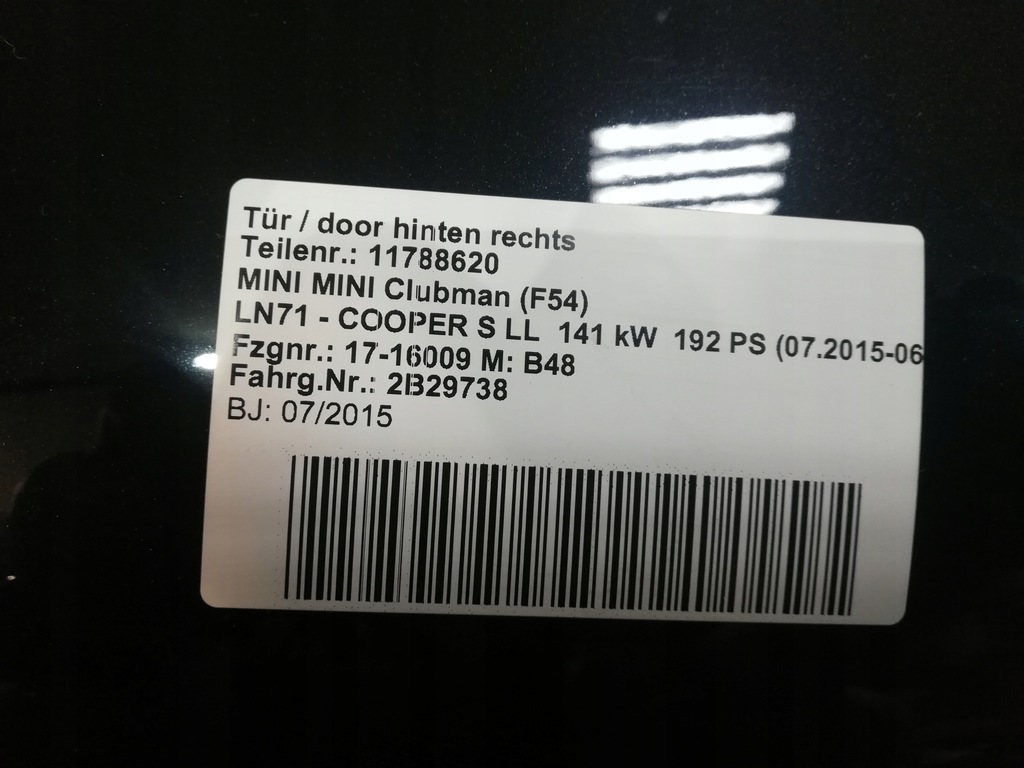 Tür / door hinten rechts
Teilenr.: 11788620
MINI MINI Clubman (F54)
LN71 - COOPER S LL 141 kW 192 PS (07.2015-06
Fzgnr.: 17-16009 M: B48
Fahrg.Nr.: 2B29738
BJ: 07/2015